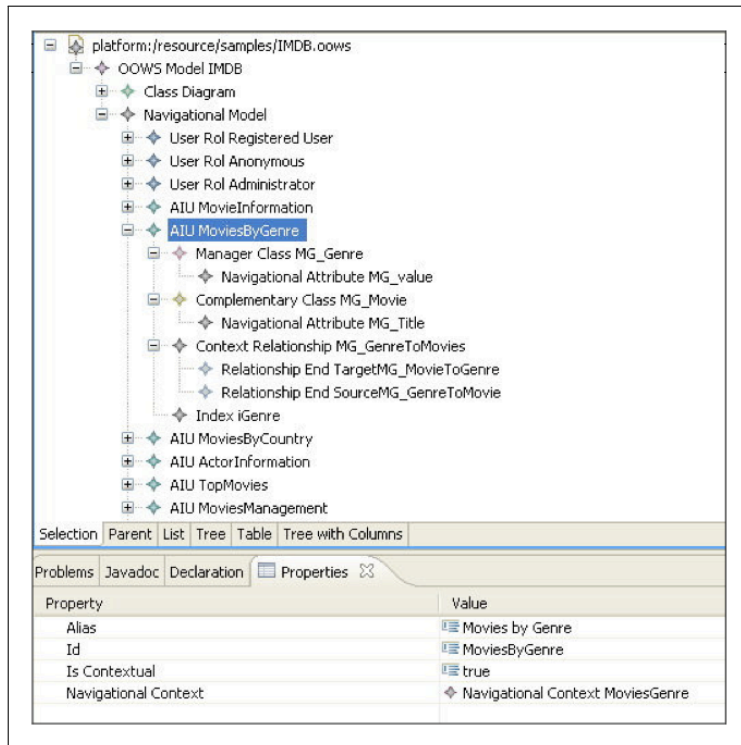 platform:/resource/samples/IMDB.oows
OOWS Model IMDB
Class Diagram
Navigational Model
User Rol Registered User
User Rol Anonymous
User Rol Administrator
AIU MovieInformation
AIU MoviesByGenre
Manager Class MG_Genre
Navigational Attribute MG_value
Complementary Class MG_Movie
Navigational Attribute MG_Title
Context Relationship MG_GenreToMovies
Relationship End TargetMG_MovieToGenre
Relationship End SourceMG_GenreToMovie
Index iGenre
AIU MoviesByCountry
AIU ActorInformation
AIU TopMovies
AIU MoviesManagement
Selection Parent List Tree Table Tree with Columns
Problems Javadoc Declaration Properties
Property Value
Alias Movies by Genre
Id MoviesByGenre
Is Contextual true
Navigational Context Navigational Context MoviesGenre